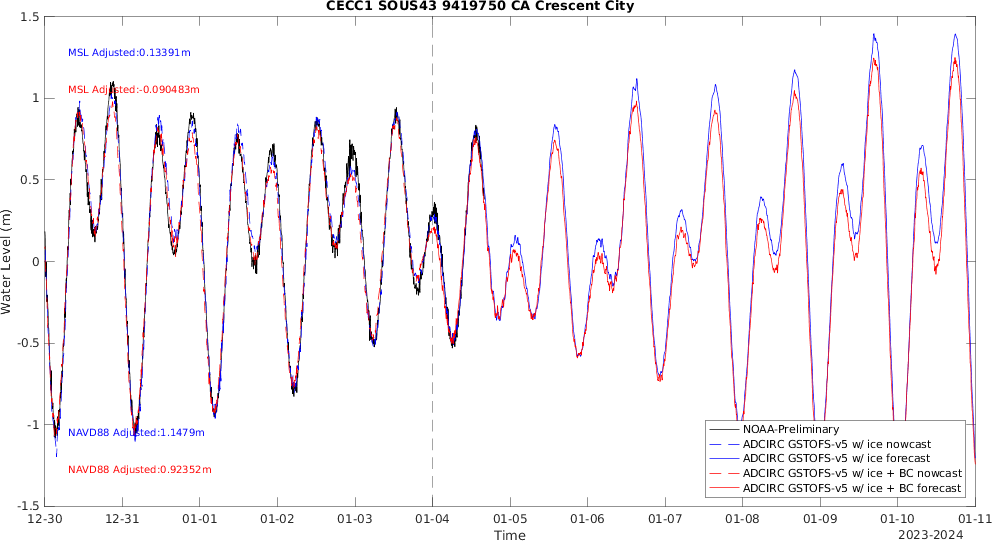 CECC1 SOUS43 9419750 CA Crescent City
1.5
1
0.5
0
-0.5
-1
-1.5
Water Level (m)
MSL Adjusted:0.13391m
MSL Adjusted:-0.090483m
NAVD88 Adjusted:1.1479m
NAVD88 Adjusted:0.92352m
NOAA-Preliminary
ADCIRC GSTOFS-v5 w/ ice nowcast
ADCIRC GSTOFS-v5 w/ ice forecast
ADCIRC GSTOFS-v5 w/ ice + BC nowcast
ADCIRC GSTOFS-v5 w/ ice + BC forecast
12-30 12-31 01-01 01-02 01-03 01-04 01-05 01-06 01-07 01-08 01-09 01-10 01-11
Time
2023-2024